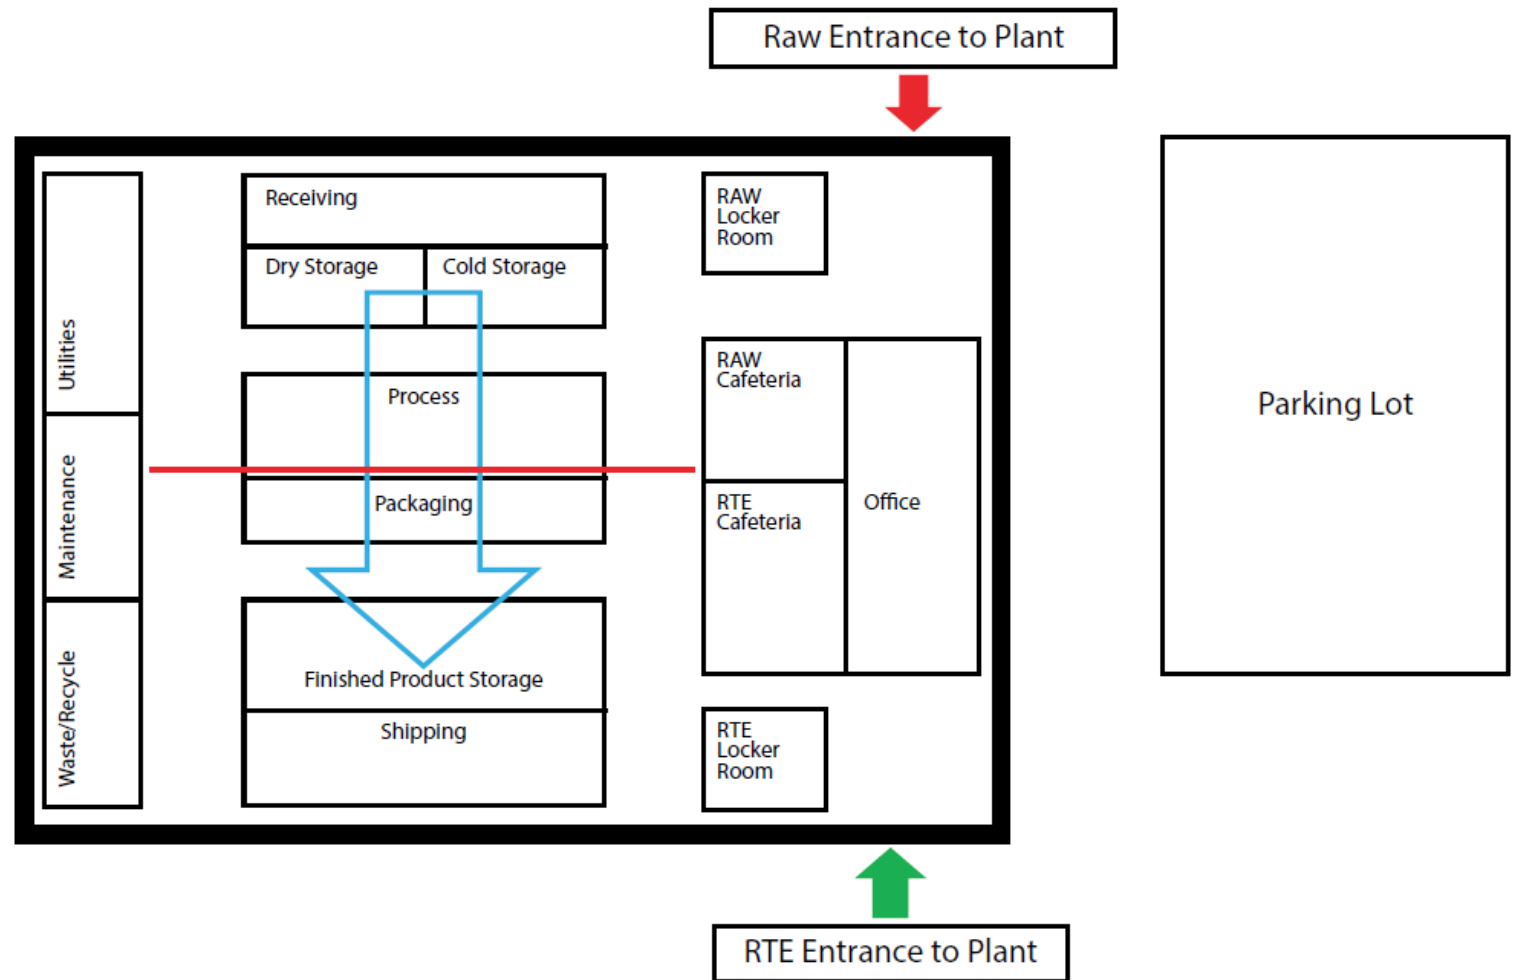 Raw Entrance to Plant
Receiving
Dry Storage
Cold Storage
RAW
Locker
Room
Utilities
Process
RAW
Cafeteria
Parking Lot
Maintenance
Packaging
RTE
Cafeteria
Office
Waste/Recycle
Finished Product Storage
Shipping
RTE
Locker
Room
RTE Entrance to Plant